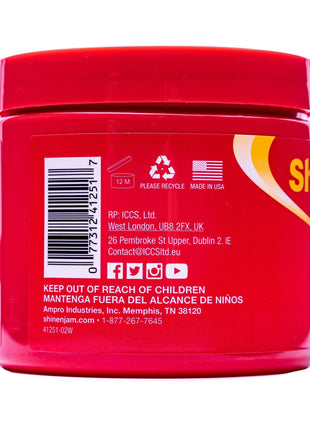 0 77312 41251 7
12 M
PLEASE RECYCLE
MADE IN USA
Sh
RP: ICCS, Ltd.
West London, UB8 2FX, UK
26 Pembroke St Upper, Dublin 2. IE
Contact@ICCSltd.eu
KEEP OUT OF REACH OF CHILDREN
MANTENGA FUERA DEL ALCANCE DE NIÑOS
Ampro Industries, Inc. Memphis, TN 38120
shinenjam.com • 1-877-267-7645
41251-02W